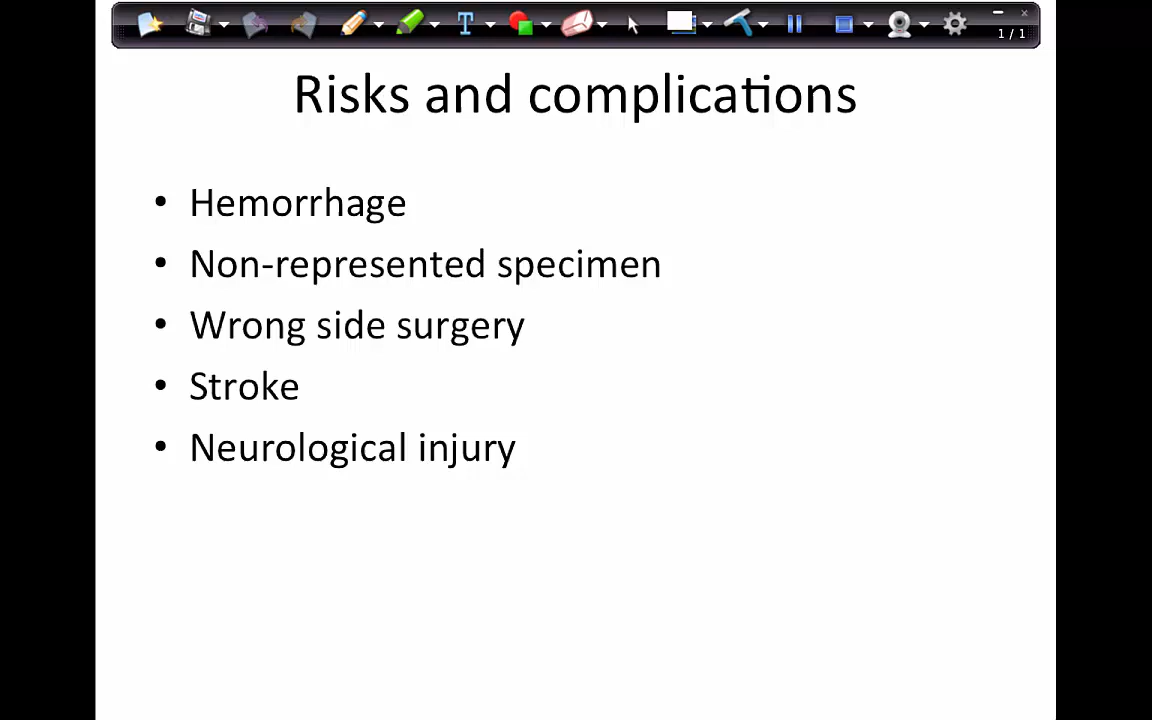 1 / 1
Risks and complications
• Hemorrhage
• Non-represented specimen
• Wrong side surgery
• Stroke
• Neurological injury